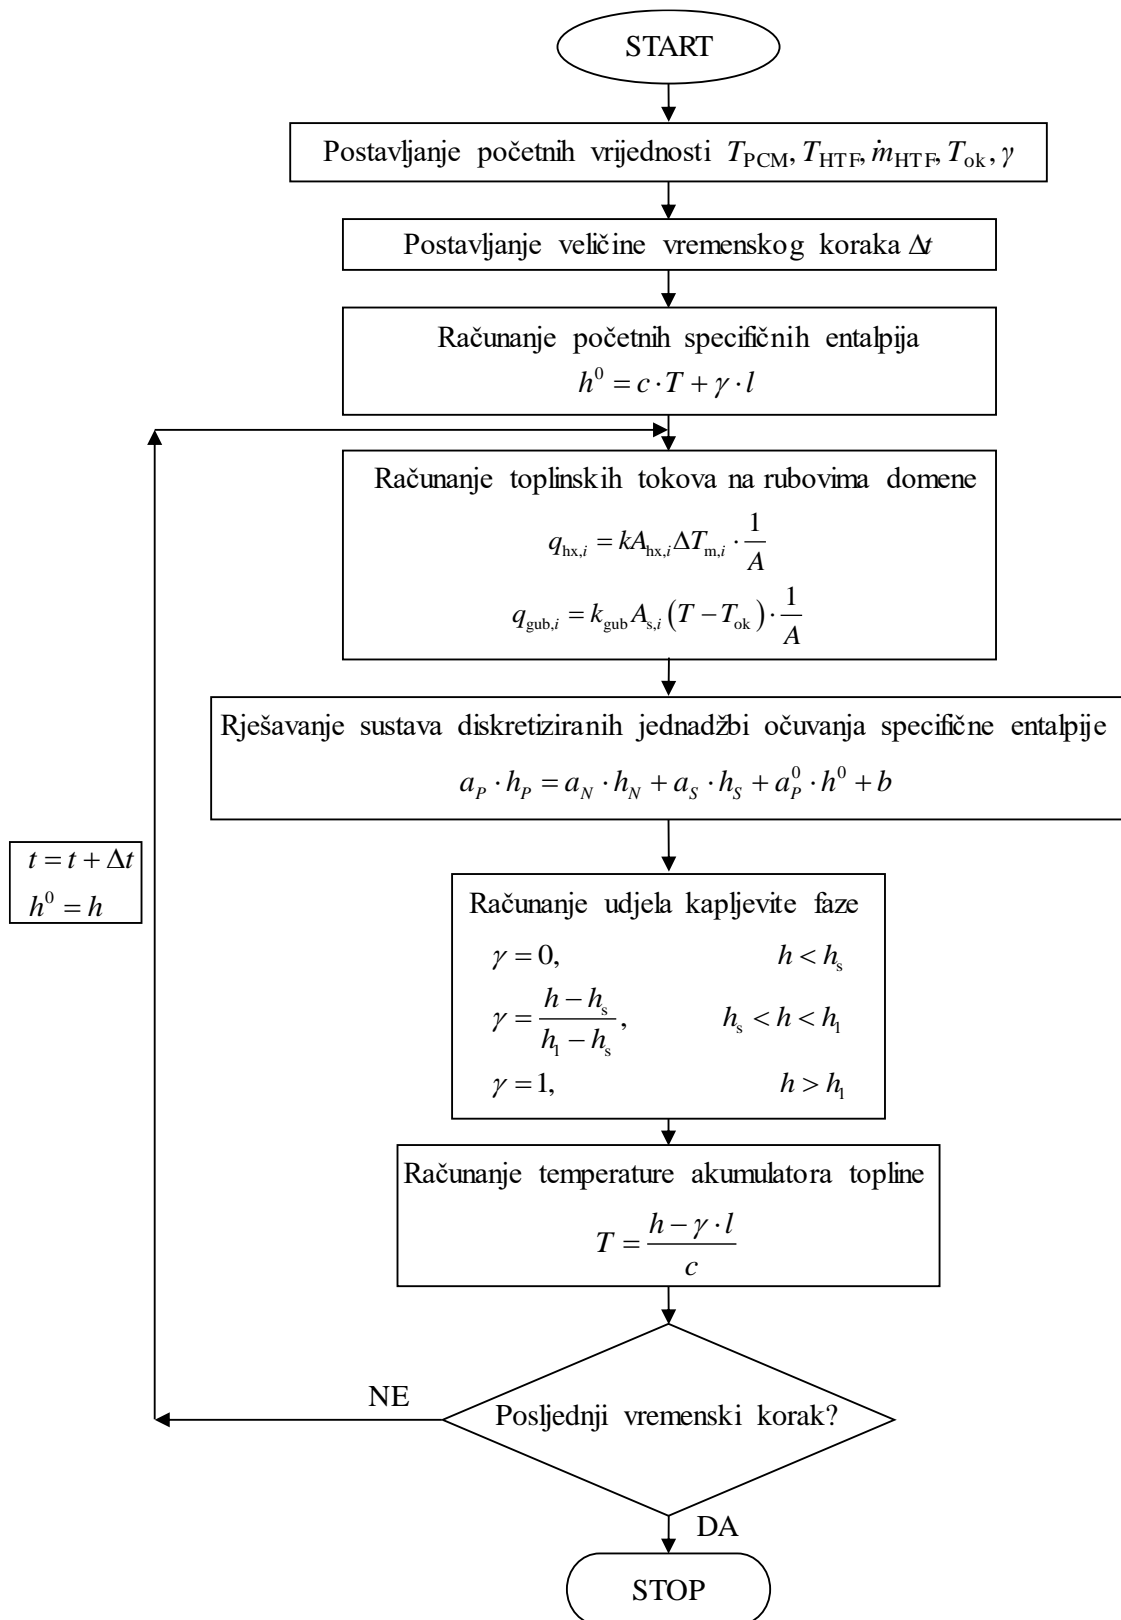 START
Postavljanje početnih vrijednosti T_PCM, T_HTF, ṁ_HTF, T_ok, γ
Postavljanje veličine vremenskog koraka Δt
Računanje početnih specifičnih entalpija
h^0 = c · T + γ · l
Računanje toplinskih tokova na rubovima domene
q_hx,i = kA_hx,i ΔT_m,i · 1/A
q_gub,i = k_gub A_s,i (T − T_ok) · 1/A
Rješavanje sustava diskretiziranih jednadžbi očuvanja specifične entalpije
a_P · h_P = a_N · h_N + a_S · h_S + a_P^0 · h^0 + b
t = t + Δt
h^0 = h
Računanje udjela kapljevite faze
γ = 0, h < h_s
γ = (h − h_s)/(h_l − h_s), h_s < h < h_l
γ = 1, h > h_l
Računanje temperature akumulatora topline
T = (h − γ · l)/c
NE
Posljednji vremenski korak?
DA
STOP